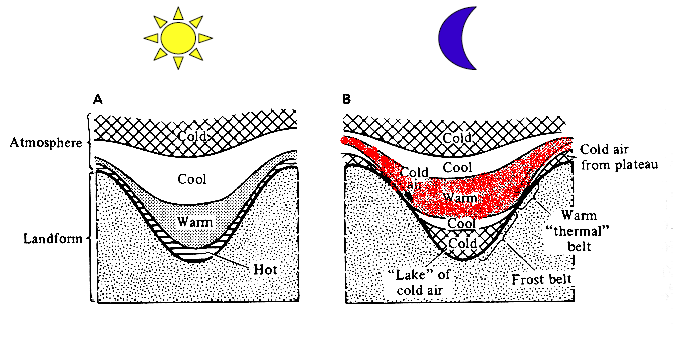 A
B
Atmosphere
Landform
Cold
Cool
Warm
Hot
Cold
Cool
Cold
air
Warm
Cool
Cold
Cold air
from plateau
Warm
"thermal"
belt
Frost belt
"Lake" of
cold air